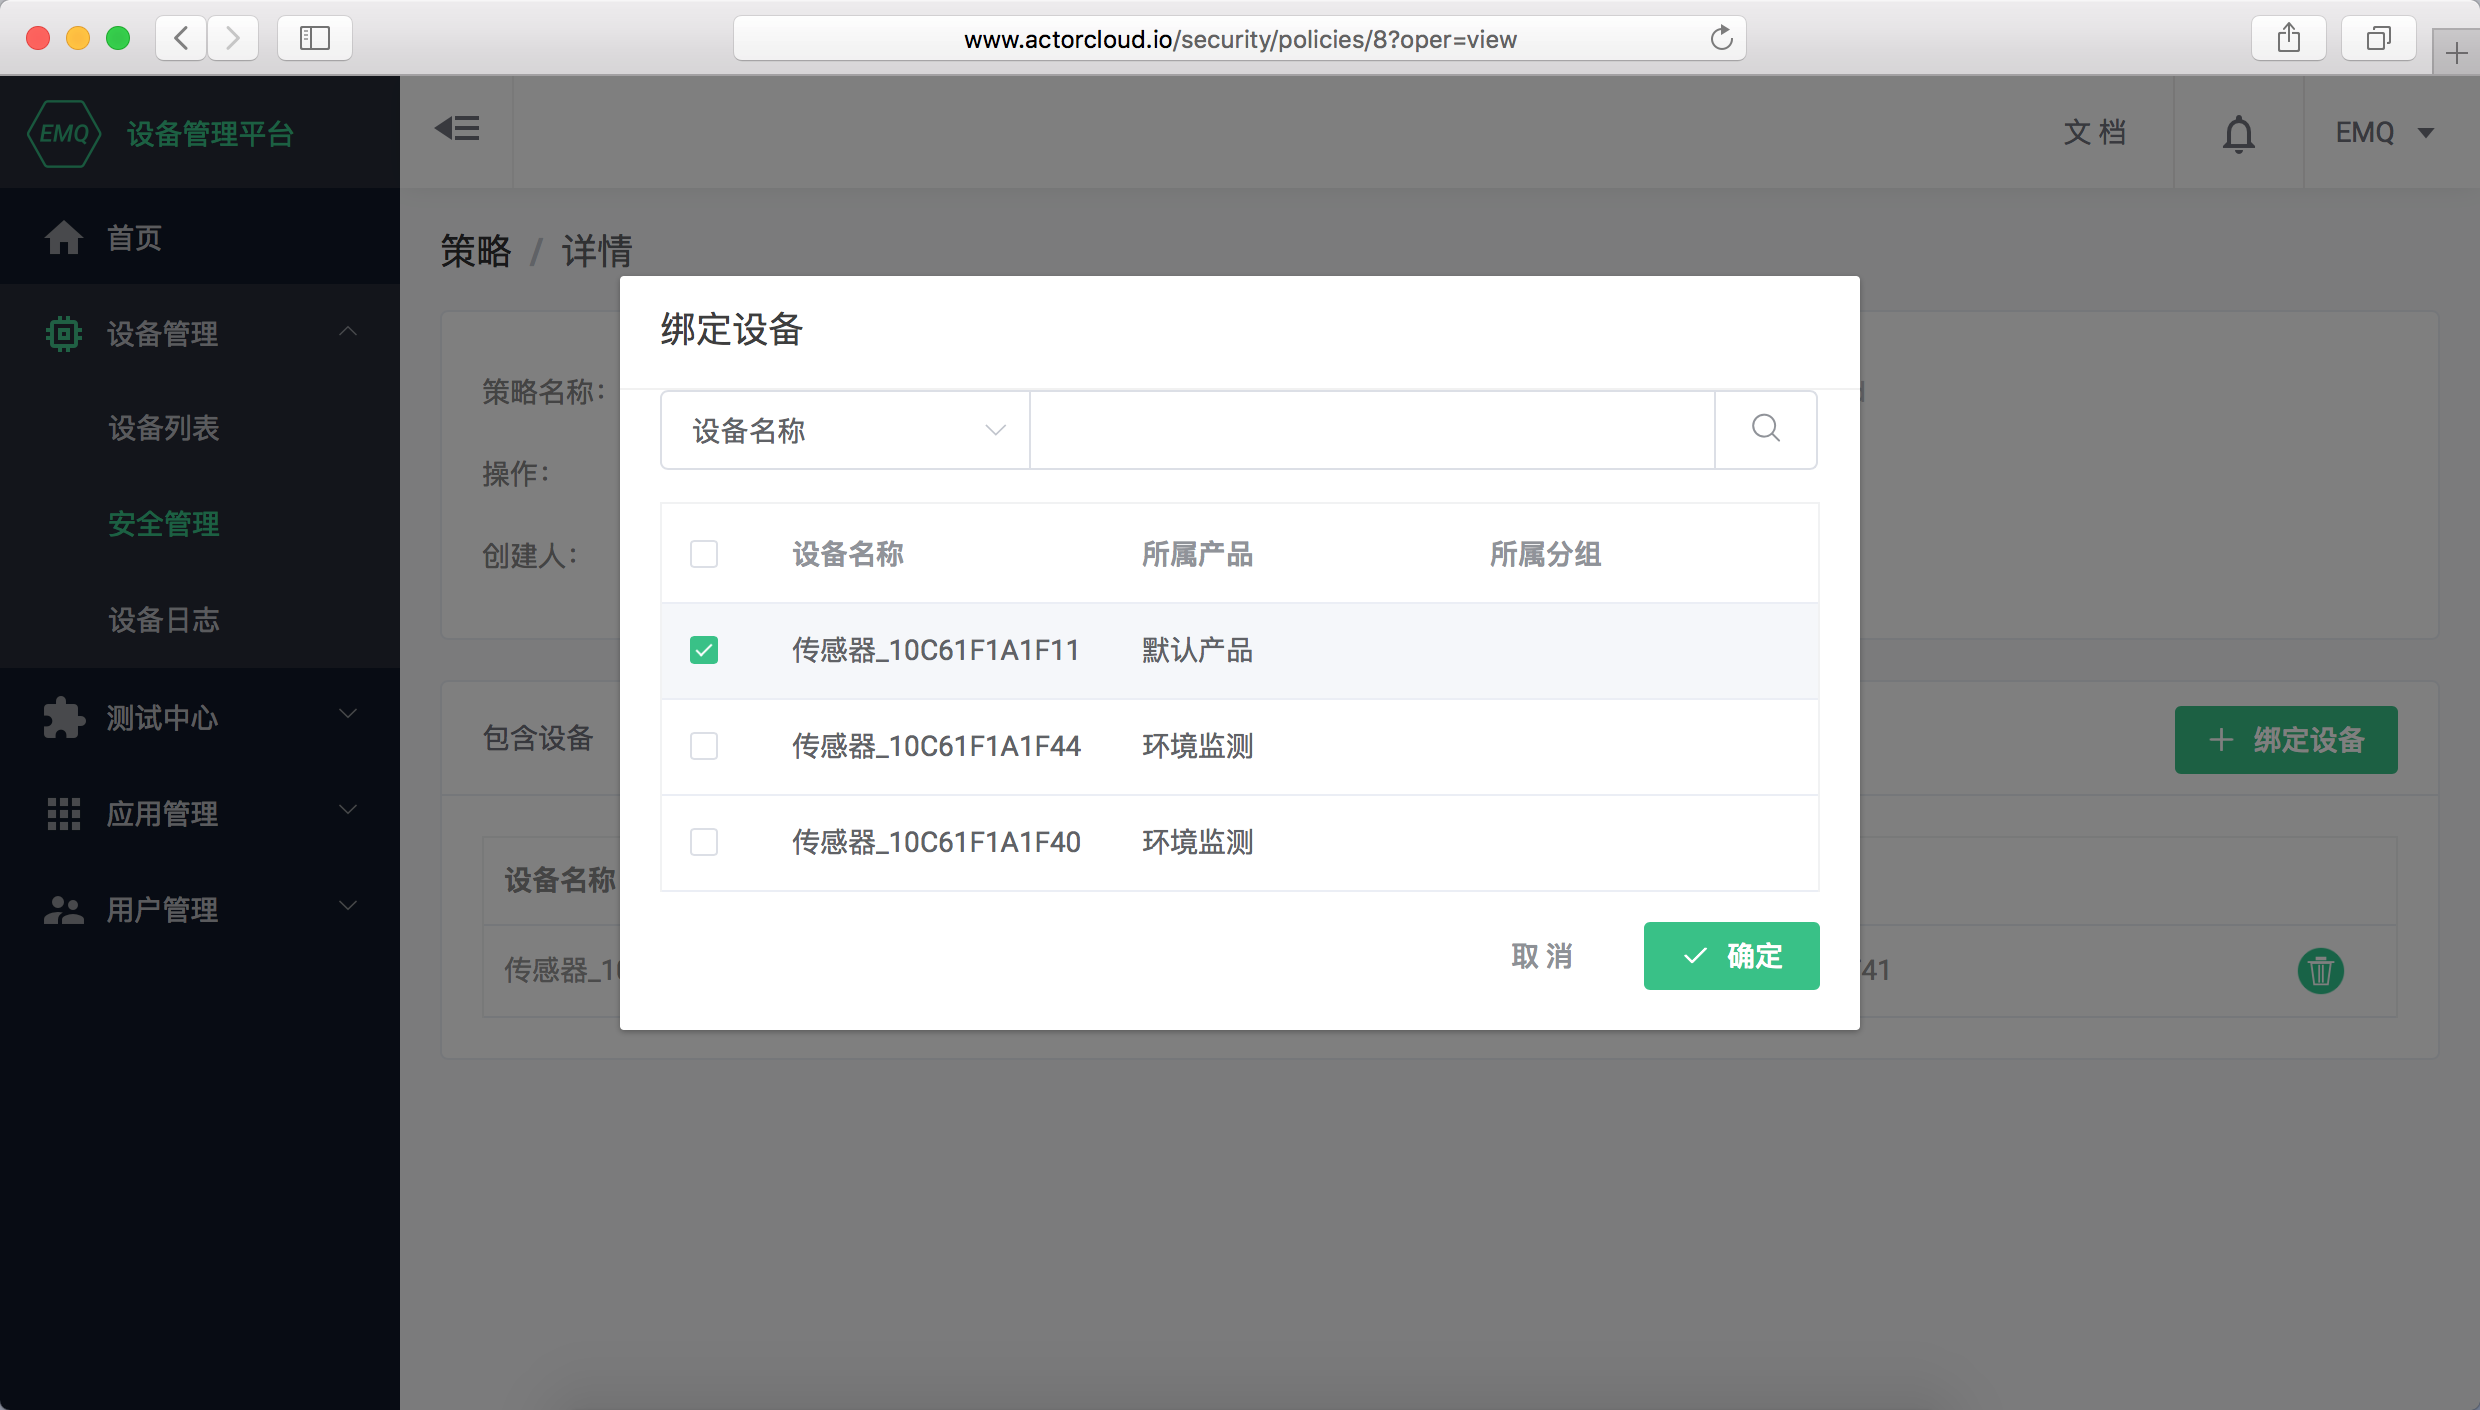 www.actorcloud.io/security/policies/8?oper=view
EMQ
设备管理平台
文 档
EMQ
首页
设备管理
设备列表
安全管理
设备日志
测试中心
应用管理
用户管理
策略 / 详情
策略名称：
操作：
创建人：
包含设备
绑定设备
设备名称
传感器_10
41
绑定设备
设备名称
设备名称 所属产品 所属分组
传感器_10C61F1A1F11 默认产品
传感器_10C61F1A1F44 环境监测
传感器_10C61F1A1F40 环境监测
取 消
确定